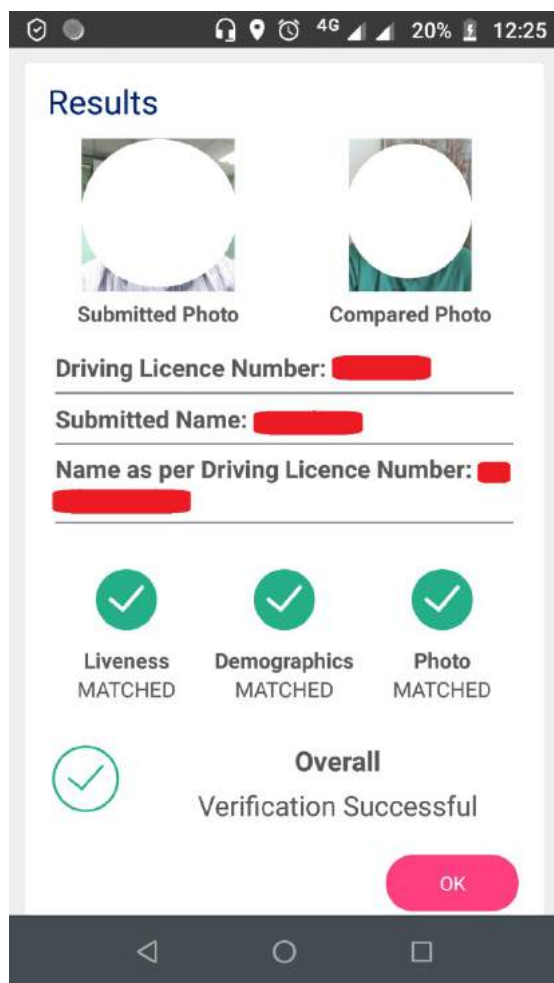 4G 20% 12:25
Results
Submitted Photo Compared Photo
Driving Licence Number:
Submitted Name:
Name as per Driving Licence Number:
Liveness Demographics Photo
MATCHED MATCHED MATCHED
Overall
Verification Successful
OK